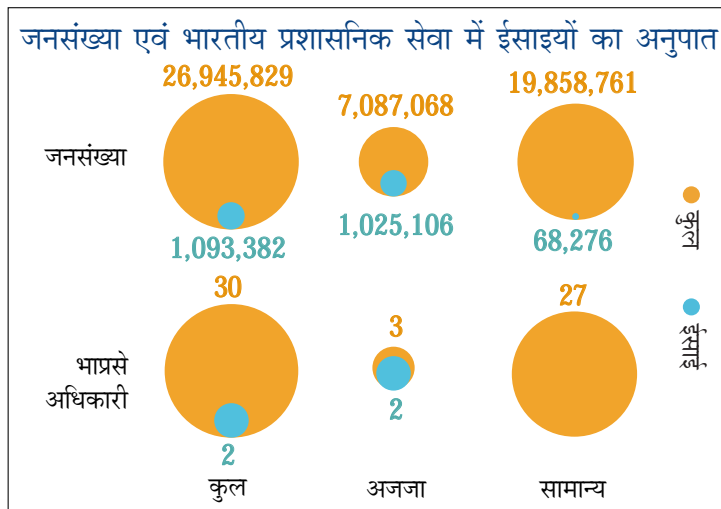 जनसंख्या एवं भारतीय प्रशासनिक सेवा में ईसाइयों का अनुपात
26,945,829
7,087,068
19,858,761
जनसंख्या
1,093,382
1,025,106
68,276
कुल
ईसाई
30
3
27
भाप्रसे
अधिकारी
2
2
कुल
अजजा
सामान्य